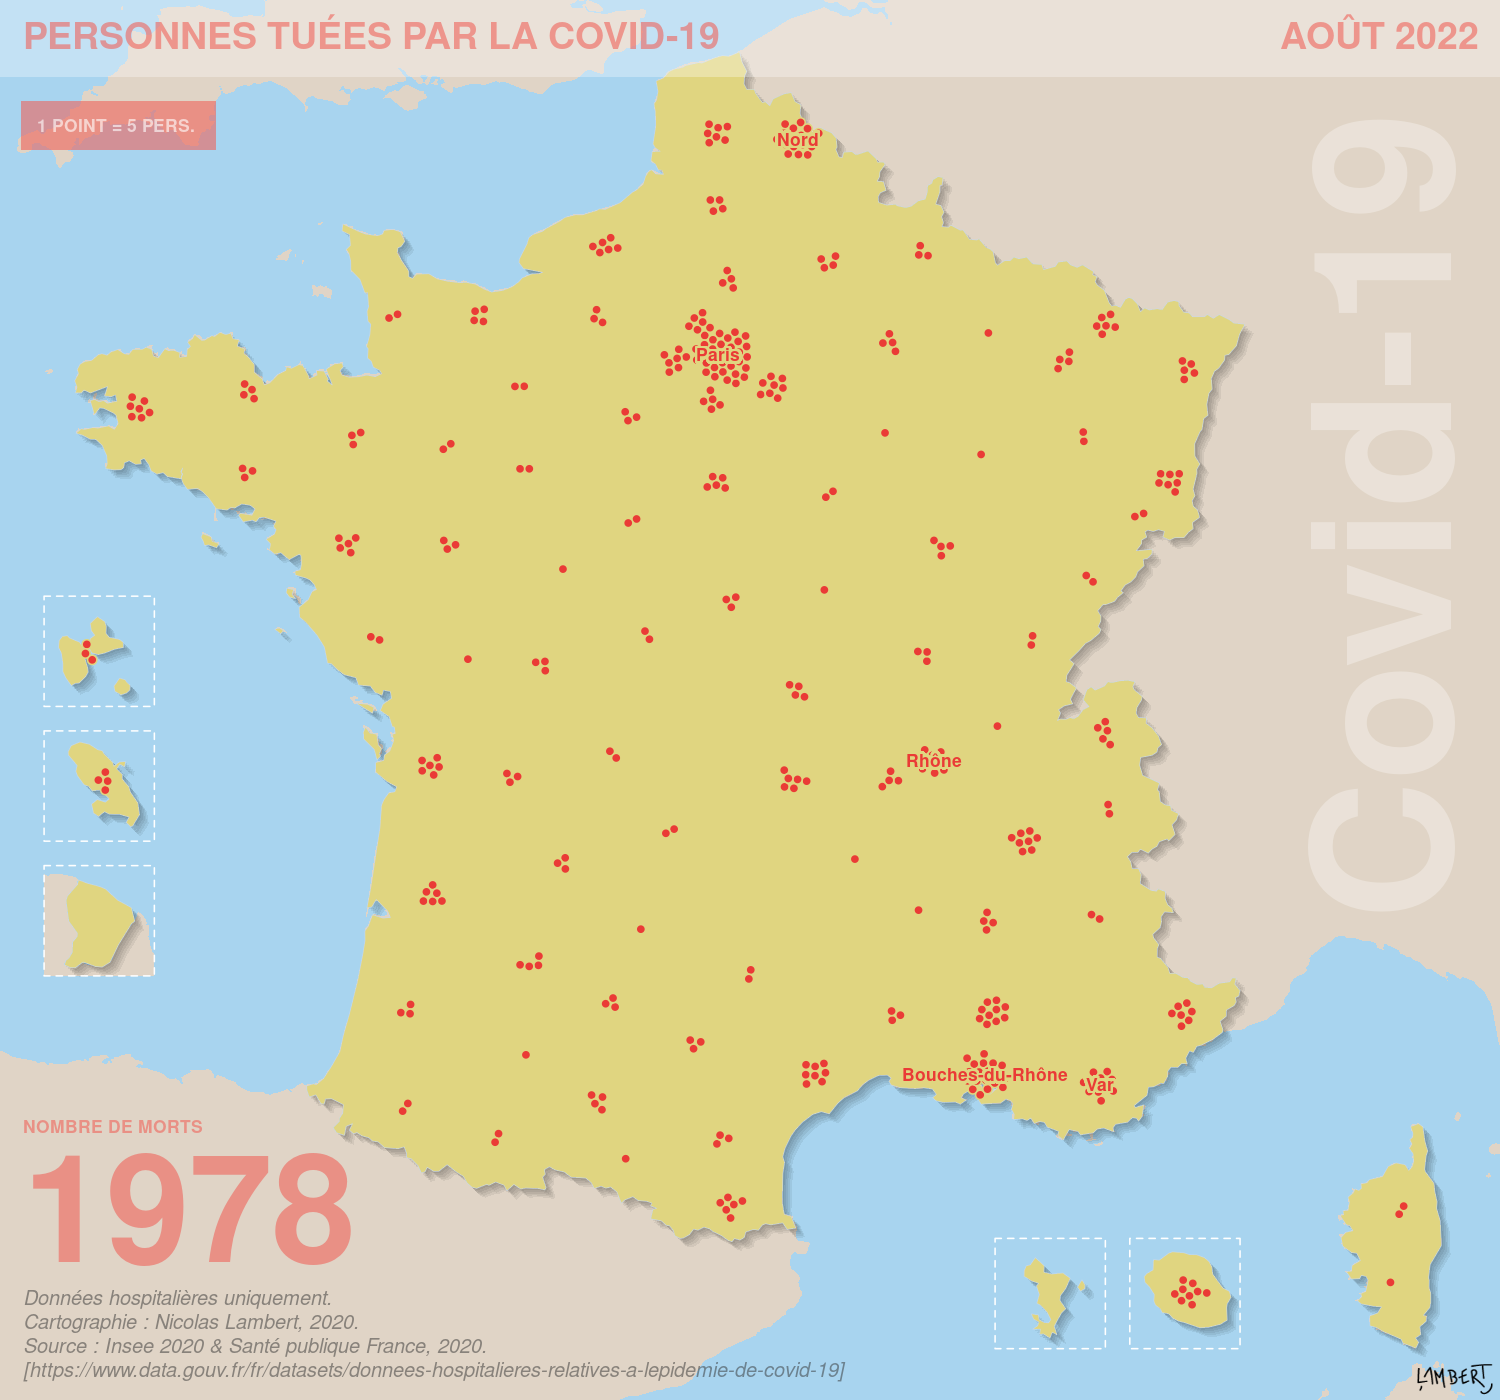 PERSONNES TUÉES PAR LA COVID-19
AOÛT 2022
1 POINT = 5 PERS.
Covid-19
Nord
Paris
Rhône
Bouches-du-Rhône
Var
NOMBRE DE MORTS
1978
Données hospitalières uniquement.
Cartographie : Nicolas Lambert, 2020.
Source : Insee 2020 & Santé publique France, 2020.
[https://www.data.gouv.fr/fr/datasets/donnees-hospitalieres-relatives-a-lepidemie-de-covid-19]
LAMBERT